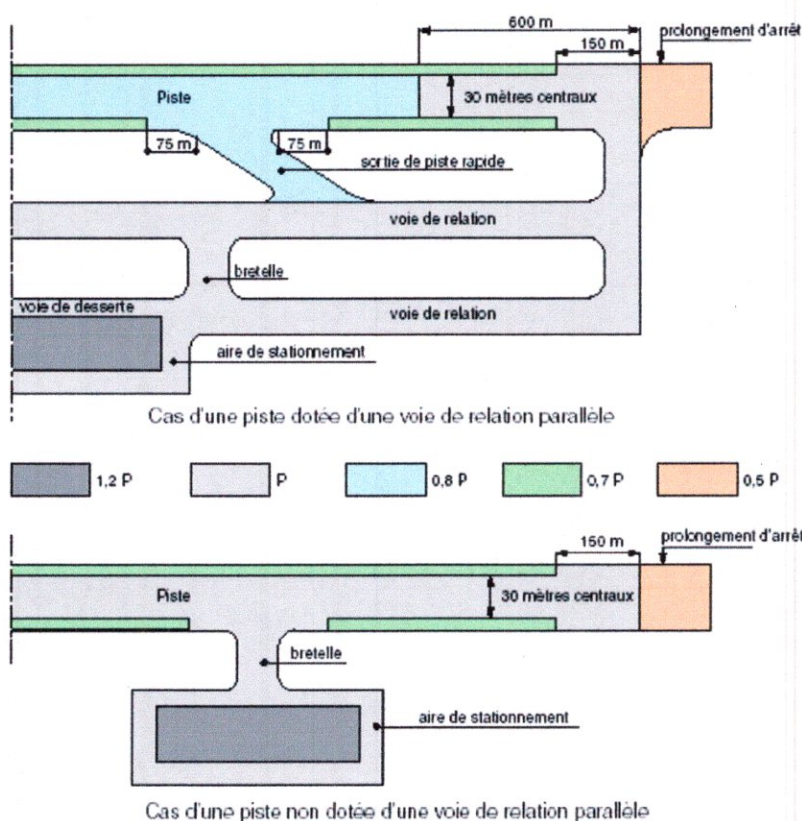 600 m
150 m
prolongement d'arrêt
Piste
30 mètres centraux
75 m
75 m
sortie de piste rapide
voie de relation
bretelle
voie de desserte
voie de relation
aire de stationnement
Cas d'une piste dotée d'une voie de relation parallèle
1,2 P
P
0,8 P
0,7 P
0,5 P
prolongement d'arrêt
150 m
Piste
30 mètres centraux
bretelle
aire de stationnement
Cas d'une piste non dotée d'une voie de relation parallèle